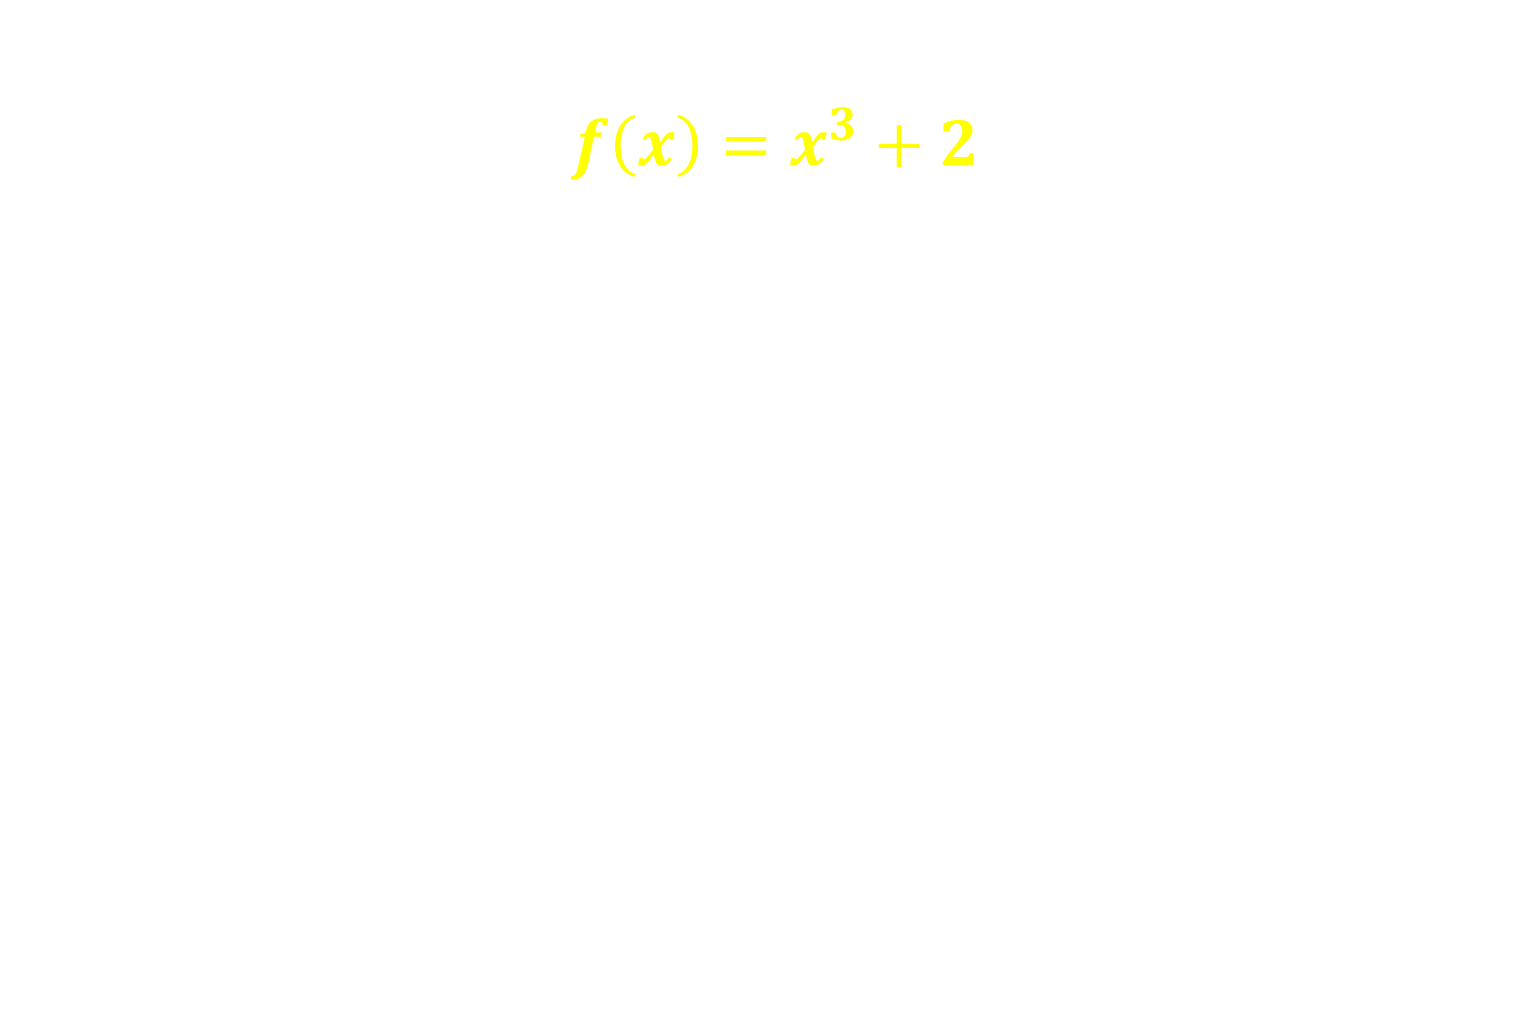 f(x) = x³ + 2